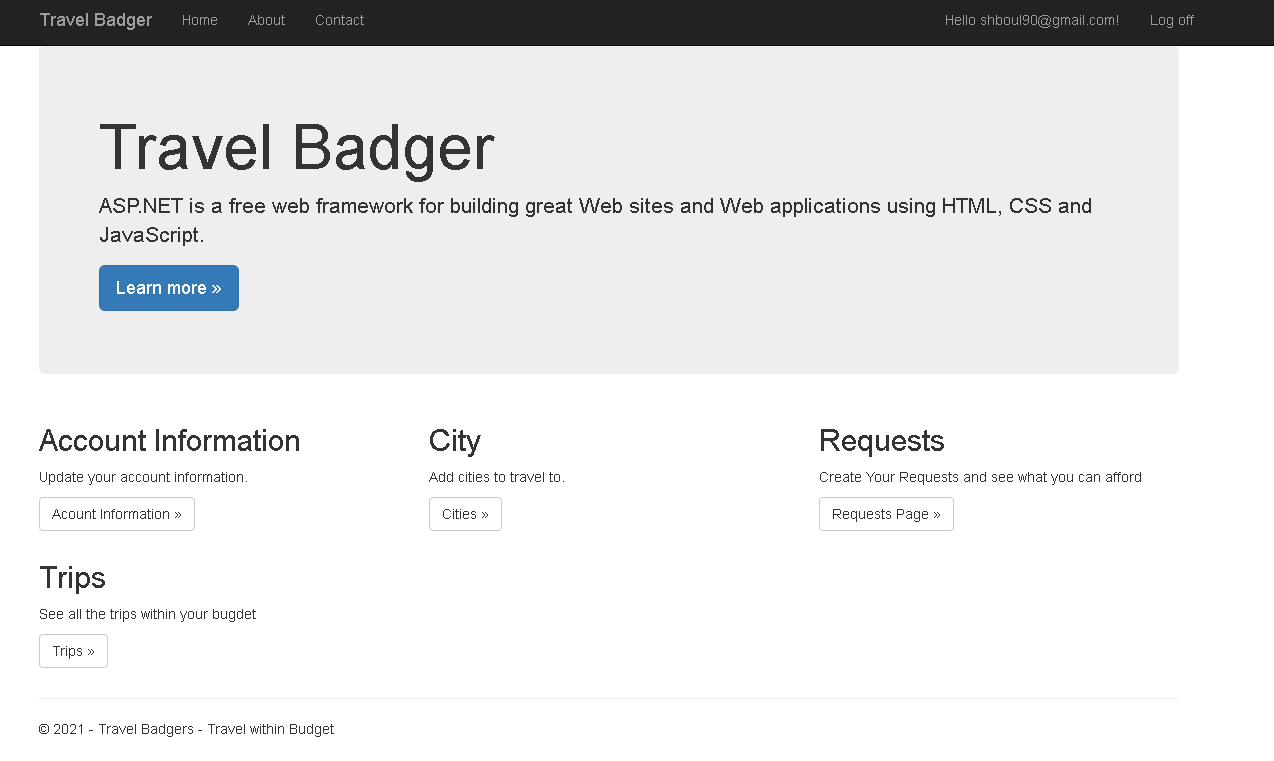 Travel Badger Home About Contact Hello shboul90@gmail.com! Log off
Travel Badger
ASP.NET is a free web framework for building great Web sites and Web applications using HTML, CSS and
JavaScript.
Learn more »
Account Information
Update your account information.
Acount Information »
City
Add cities to travel to.
Cities »
Requests
Create Your Requests and see what you can afford
Requests Page »
Trips
See all the trips within your bugdet
Trips »
© 2021 - Travel Badgers - Travel within Budget